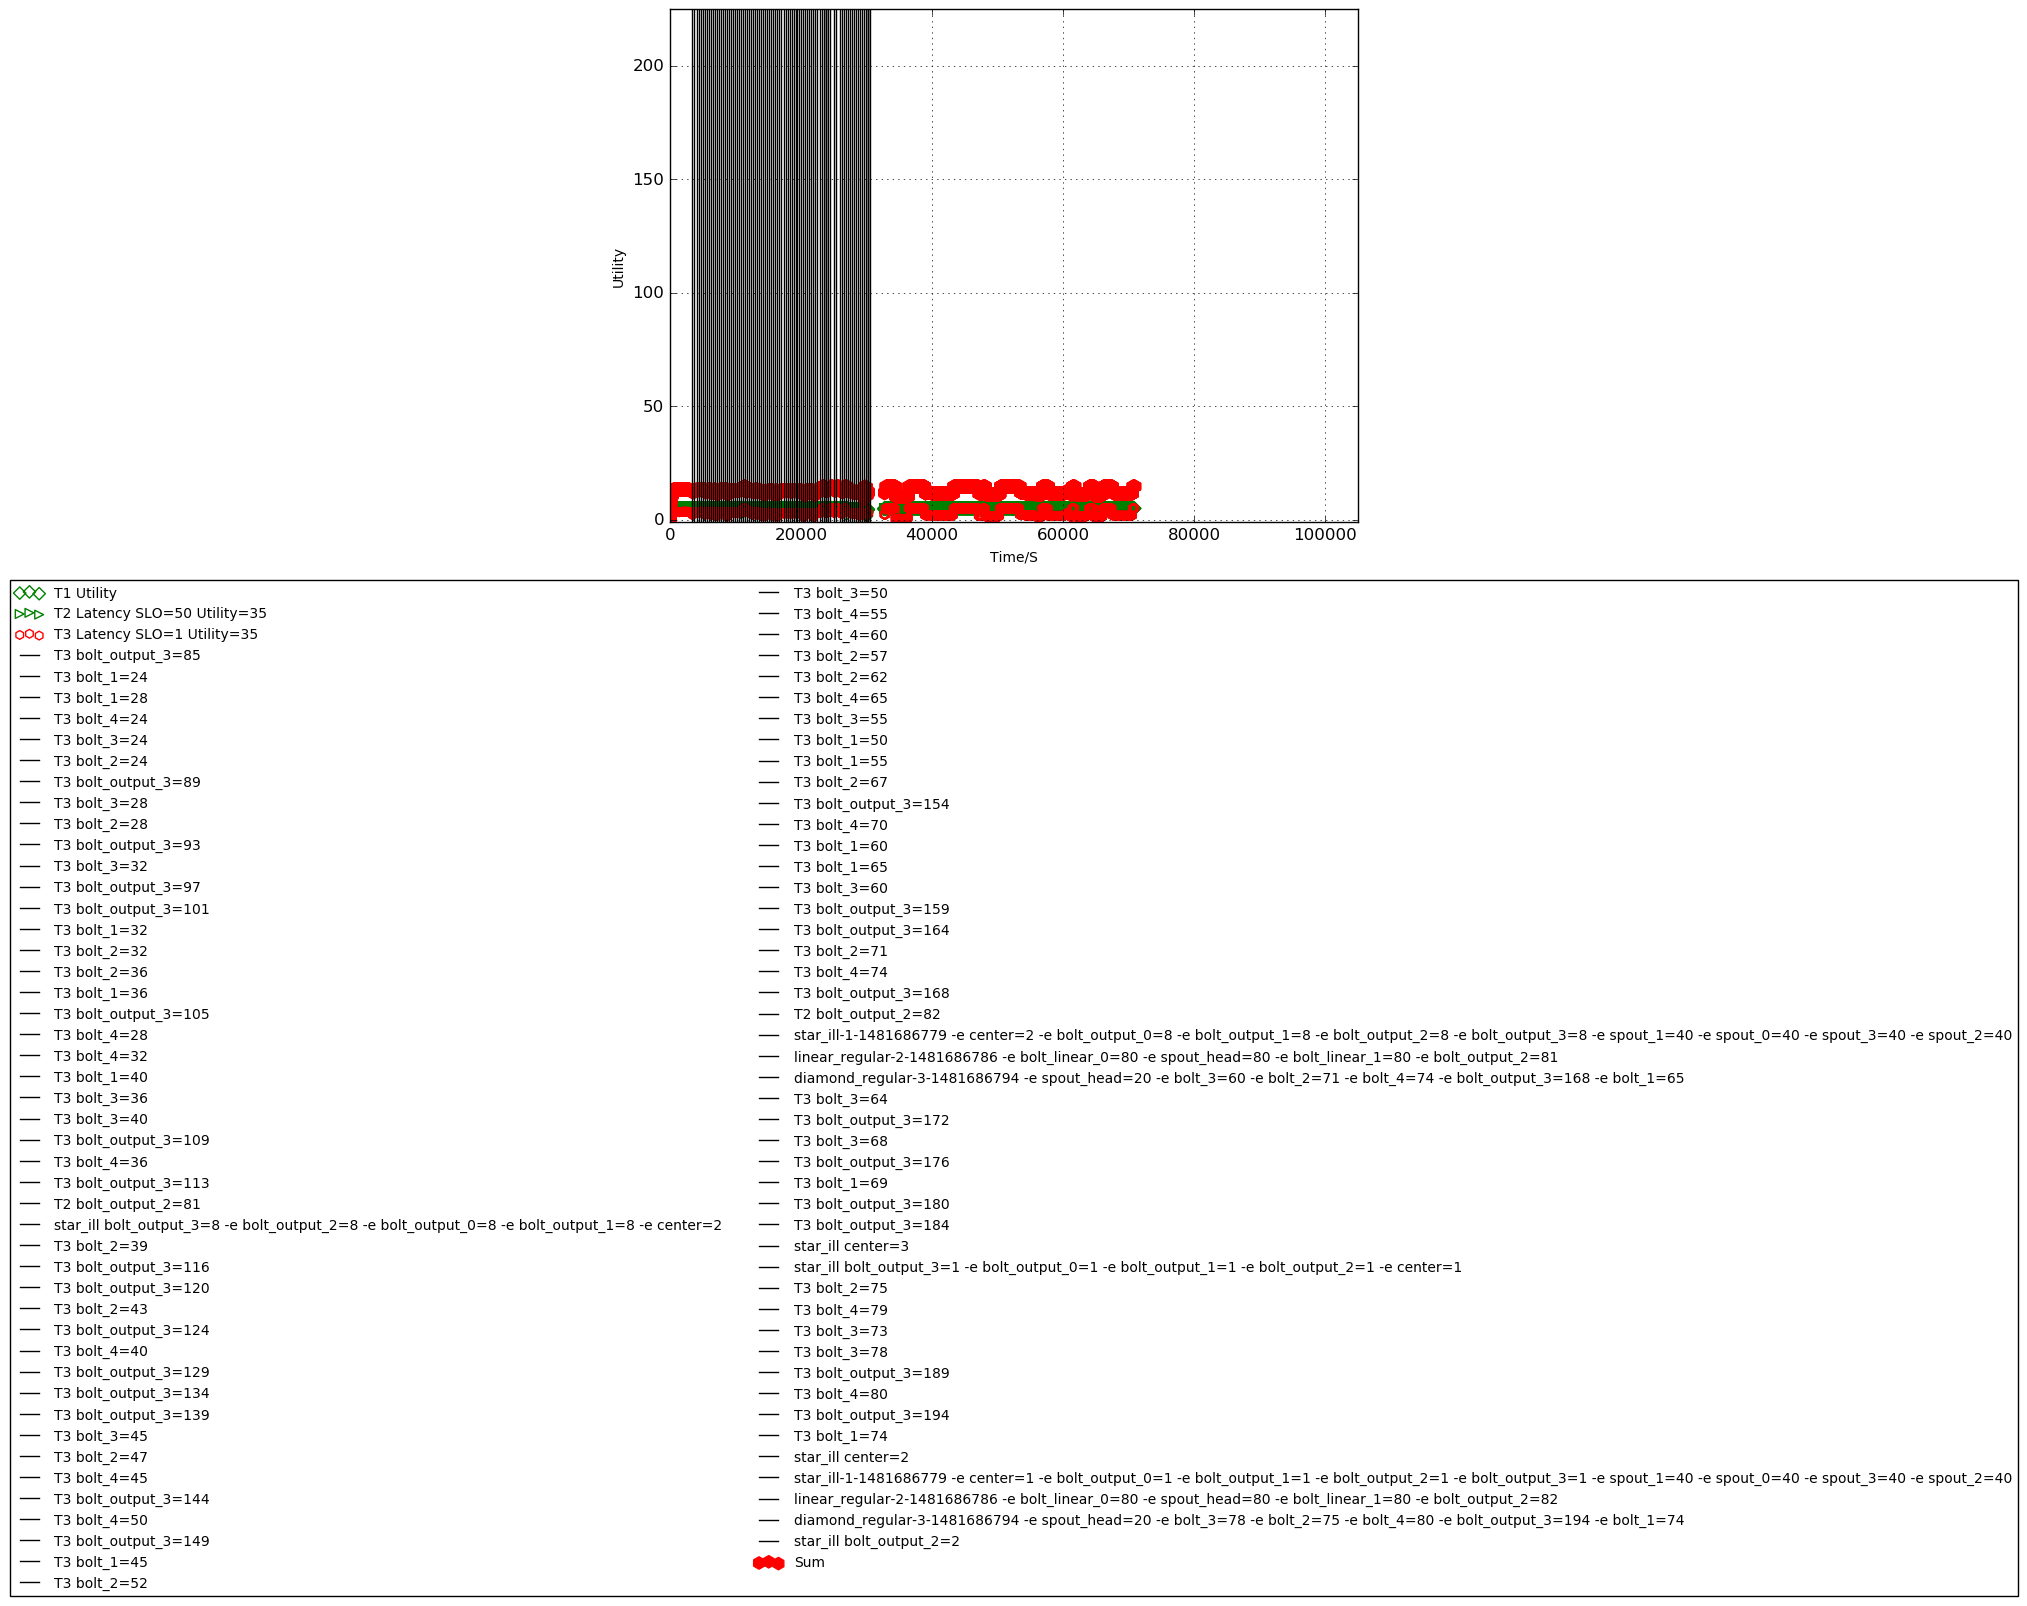 200
150
100
50
0
Utility
0 20000 40000 60000 80000 100000
Time/S
T1 Utility
T2 Latency SLO=50 Utility=35
T3 Latency SLO=1 Utility=35
T3 bolt_output_3=85
T3 bolt_1=24
T3 bolt_1=28
T3 bolt_4=24
T3 bolt_3=24
T3 bolt_2=24
T3 bolt_output_3=89
T3 bolt_3=28
T3 bolt_2=28
T3 bolt_output_3=93
T3 bolt_3=32
T3 bolt_output_3=97
T3 bolt_output_3=101
T3 bolt_1=32
T3 bolt_2=32
T3 bolt_2=36
T3 bolt_1=36
T3 bolt_output_3=105
T3 bolt_4=28
T3 bolt_4=32
T3 bolt_1=40
T3 bolt_3=36
T3 bolt_3=40
T3 bolt_output_3=109
T3 bolt_4=36
T3 bolt_output_3=113
T2 bolt_output_2=81
star_ill bolt_output_3=8 -e bolt_output_2=8 -e bolt_output_0=8 -e bolt_output_1=8 -e center=2
T3 bolt_2=39
T3 bolt_output_3=116
T3 bolt_output_3=120
T3 bolt_2=43
T3 bolt_output_3=124
T3 bolt_4=40
T3 bolt_output_3=129
T3 bolt_output_3=134
T3 bolt_output_3=139
T3 bolt_3=45
T3 bolt_2=47
T3 bolt_4=45
T3 bolt_output_3=144
T3 bolt_4=50
T3 bolt_output_3=149
T3 bolt_1=45
T3 bolt_2=52
T3 bolt_3=50
T3 bolt_4=55
T3 bolt_4=60
T3 bolt_2=57
T3 bolt_2=62
T3 bolt_4=65
T3 bolt_3=55
T3 bolt_1=50
T3 bolt_1=55
T3 bolt_2=67
T3 bolt_output_3=154
T3 bolt_4=70
T3 bolt_1=60
T3 bolt_1=65
T3 bolt_3=60
T3 bolt_output_3=159
T3 bolt_output_3=164
T3 bolt_2=71
T3 bolt_4=74
T3 bolt_output_3=168
T2 bolt_output_2=82
star_ill-1-1481686779 -e center=2 -e bolt_output_0=8 -e bolt_output_1=8 -e bolt_output_2=8 -e bolt_output_3=8 -e spout_1=40 -e spout_0=40 -e spout_3=40 -e spout_2=40
linear_regular-2-1481686786 -e bolt_linear_0=80 -e spout_head=80 -e bolt_linear_1=80 -e bolt_output_2=81
diamond_regular-3-1481686794 -e spout_head=20 -e bolt_3=60 -e bolt_2=71 -e bolt_4=74 -e bolt_output_3=168 -e bolt_1=65
T3 bolt_3=64
T3 bolt_output_3=172
T3 bolt_3=68
T3 bolt_output_3=176
T3 bolt_1=69
T3 bolt_output_3=180
T3 bolt_output_3=184
star_ill center=3
star_ill bolt_output_3=1 -e bolt_output_0=1 -e bolt_output_1=1 -e bolt_output_2=1 -e center=1
T3 bolt_2=75
T3 bolt_4=79
T3 bolt_3=73
T3 bolt_3=78
T3 bolt_output_3=189
T3 bolt_4=80
T3 bolt_output_3=194
T3 bolt_1=74
star_ill center=2
star_ill-1-1481686779 -e center=1 -e bolt_output_0=1 -e bolt_output_1=1 -e bolt_output_2=1 -e bolt_output_3=1 -e spout_1=40 -e spout_0=40 -e spout_3=40 -e spout_2=40
linear_regular-2-1481686786 -e bolt_linear_0=80 -e spout_head=80 -e bolt_linear_1=80 -e bolt_output_2=82
diamond_regular-3-1481686794 -e spout_head=20 -e bolt_3=78 -e bolt_2=75 -e bolt_4=80 -e bolt_output_3=194 -e bolt_1=74
star_ill bolt_output_2=2
Sum